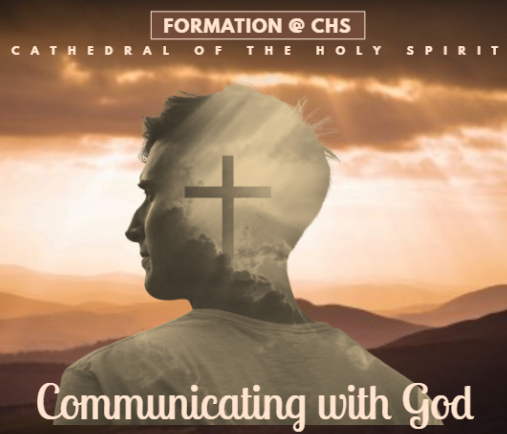 FORMATION @ CHS
CATHEDRAL OF THE HOLY SPIRIT
Communicating with God